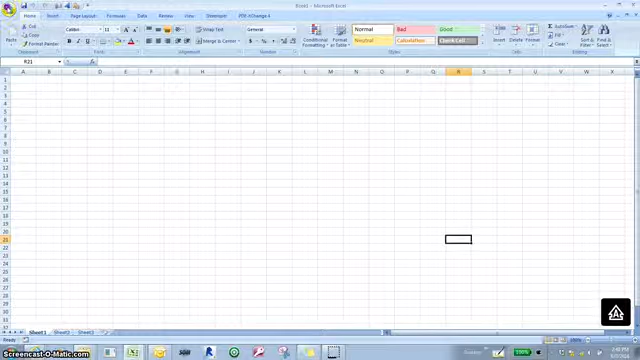 Book1 - Microsoft Excel
Home Insert Page Layout Formulas Data Review View Developer PDF-XChange 4
Cut
Copy
Format Painter
Calibri 11
Wrap Text
Merge & Center
General
Conditional Formatting
Format as Table
Normal Bad Good
Neutral Calculation Check Cell
Insert Delete Format
AutoSum
Fill
Clear
Sort & Filter
Find & Select
Clipboard Font Alignment Number Styles Cells Editing
R21
A B C D E F G H I J K L M N O P Q R S T U V W X
1
2
3
4
5
6
7
8
9
10
11
12
13
14
15
16
17
18
19
20
21
22
23
24
25
26
27
28
29
30
31
32
Sheet1 Sheet2 Sheet3
Ready
100%
Screencast-O-Matic.com
100%